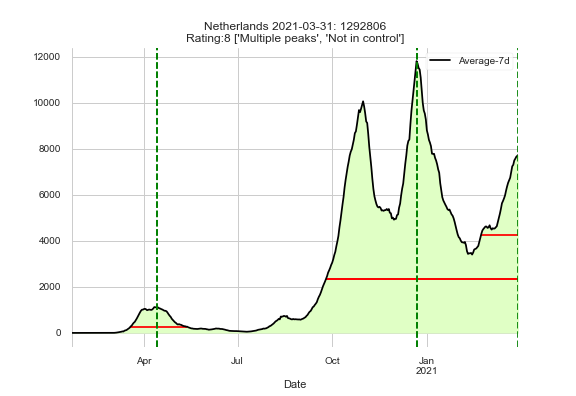 Netherlands 2021-03-31: 1292806
Rating:8 ['Multiple peaks', 'Not in control']
Average-7d
12000
10000
8000
6000
4000
2000
0
Apr
Jul
Oct
Jan
2021
Date